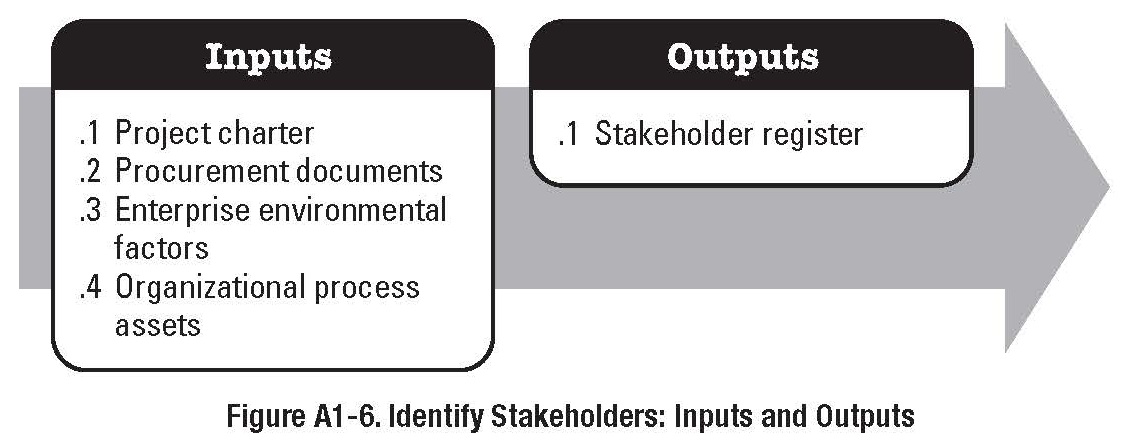 Inputs
.1 Project charter
.2 Procurement documents
.3 Enterprise environmental
factors
.4 Organizational process
assets
Outputs
.1 Stakeholder register
Figure A1-6. Identify Stakeholders: Inputs and Outputs